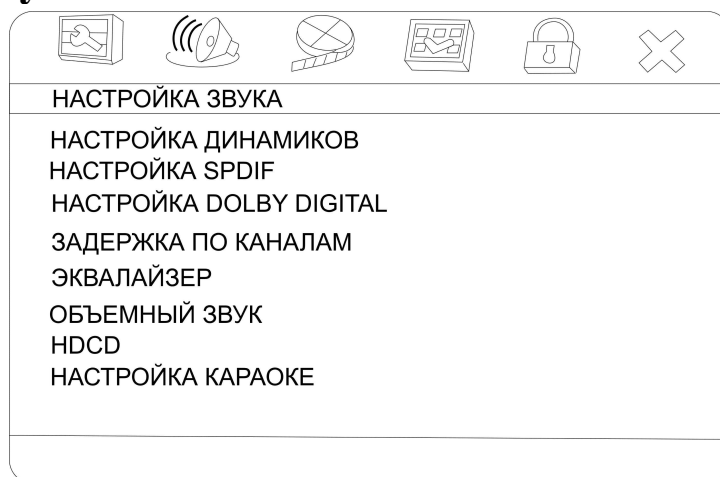 НАСТРОЙКА ЗВУКА
НАСТРОЙКА ДИНАМИКОВ
НАСТРОЙКА SPDIF
НАСТРОЙКА DOLBY DIGITAL
ЗАДЕРЖКА ПО КАНАЛАМ
ЭКВАЛАЙЗЕР
ОБЪЕМНЫЙ ЗВУК
HDCD
НАСТРОЙКА КАРАОКЕ